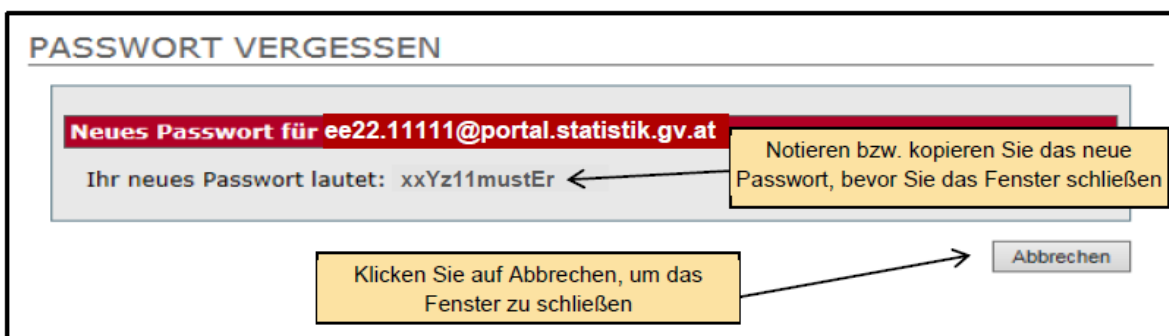 PASSWORT VERGESSEN
Neues Passwort für ee22.11111@portal.statistik.gv.at
Notieren bzw. kopieren Sie das neue
Passwort, bevor Sie das Fenster schließen
Ihr neues Passwort lautet: xxYz11mustEr
Abbrechen
Klicken Sie auf Abbrechen, um das
Fenster zu schließen